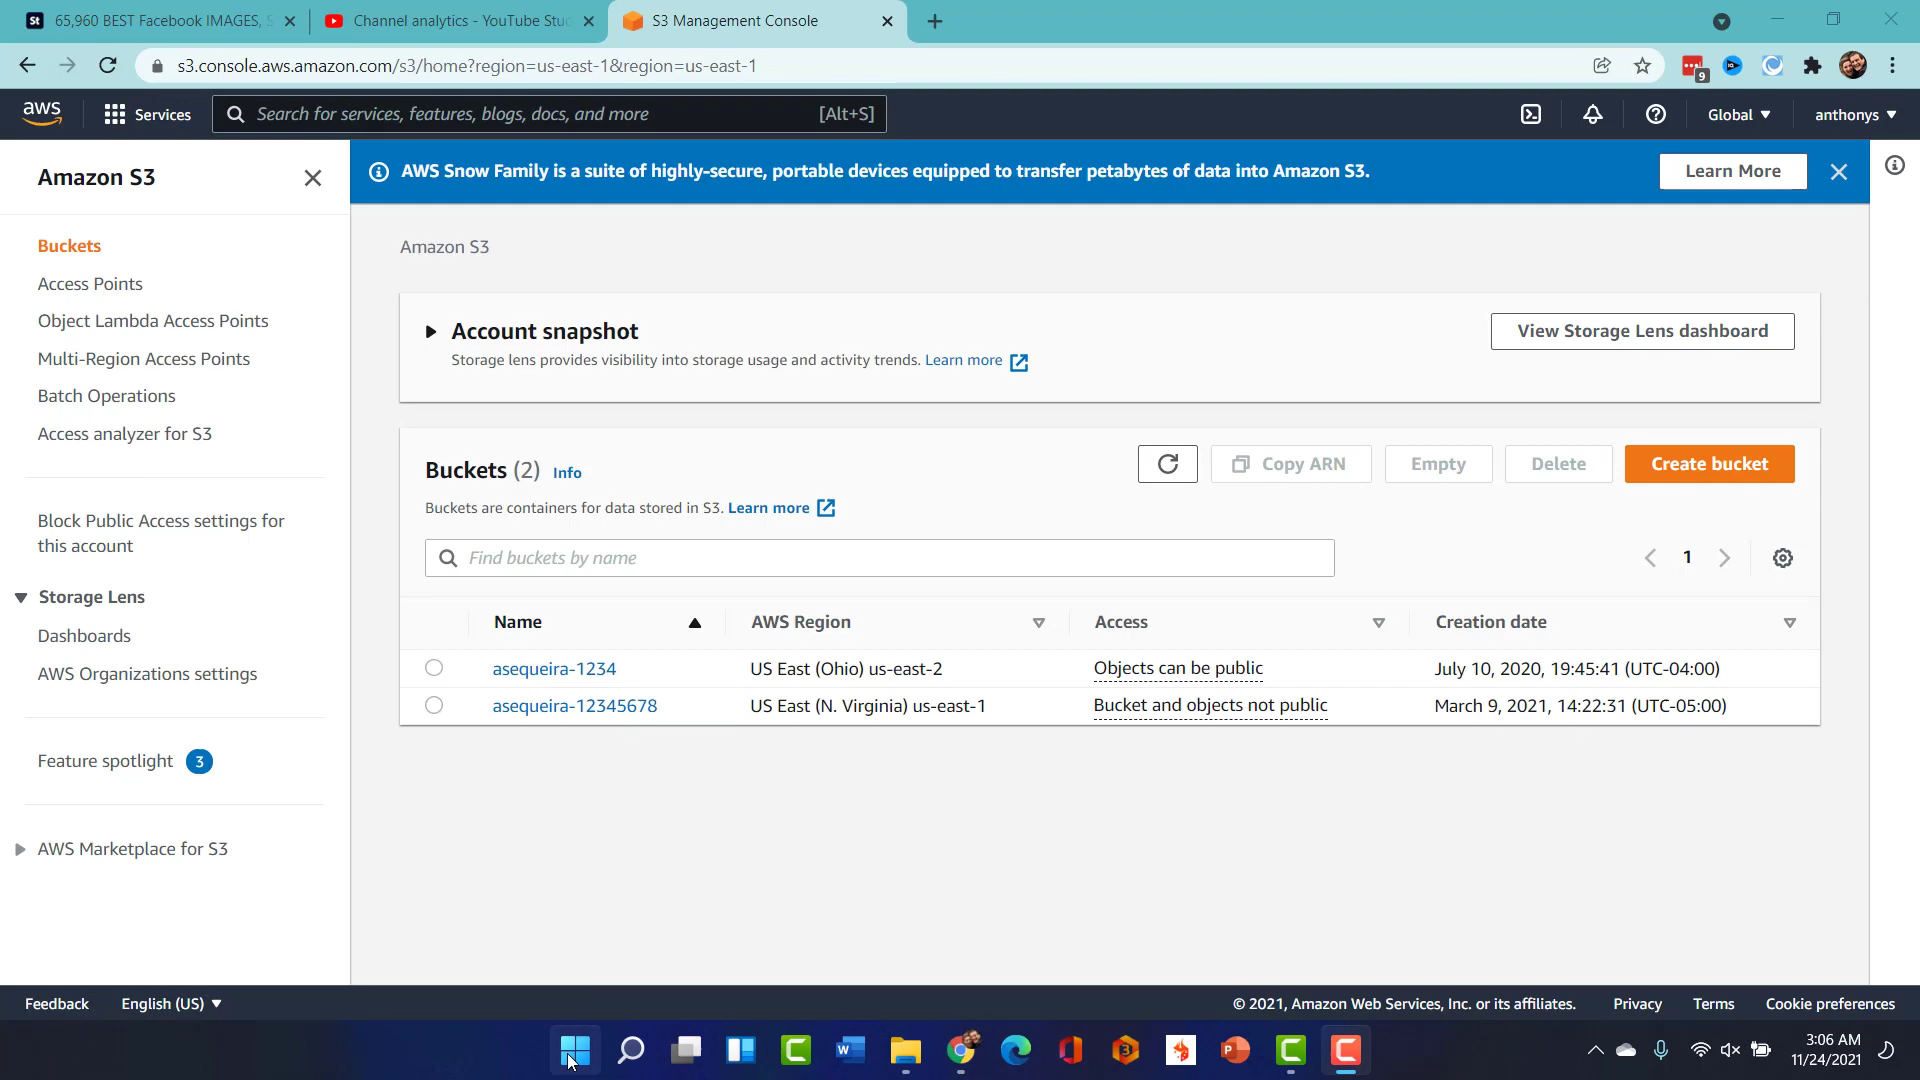 65,960 BEST Facebook IMAGES, S
Channel analytics - YouTube Stud
S3 Management Console
s3.console.aws.amazon.com/s3/home?region=us-east-1&region=us-east-1
9
aws
Services
Search for services, features, blogs, docs, and more
[Alt+S]
Global
anthonys
Amazon S3
AWS Snow Family is a suite of highly-secure, portable devices equipped to transfer petabytes of data into Amazon S3.
Learn More
Buckets
Access Points
Object Lambda Access Points
Multi-Region Access Points
Batch Operations
Access analyzer for S3
Block Public Access settings for
this account
Storage Lens
Dashboards
AWS Organizations settings
Feature spotlight 3
AWS Marketplace for S3
Amazon S3
Account snapshot
View Storage Lens dashboard
Storage lens provides visibility into storage usage and activity trends. Learn more
Buckets (2) Info
Copy ARN
Empty
Delete
Create bucket
Buckets are containers for data stored in S3. Learn more
Find buckets by name
1
Name AWS Region Access Creation date
asequeira-1234 US East (Ohio) us-east-2 Objects can be public July 10, 2020, 19:45:41 (UTC-04:00)
asequeira-12345678 US East (N. Virginia) us-east-1 Bucket and objects not public March 9, 2021, 14:22:31 (UTC-05:00)
Feedback English (US)
© 2021, Amazon Web Services, Inc. or its affiliates. Privacy Terms Cookie preferences
3:06 AM
11/24/2021